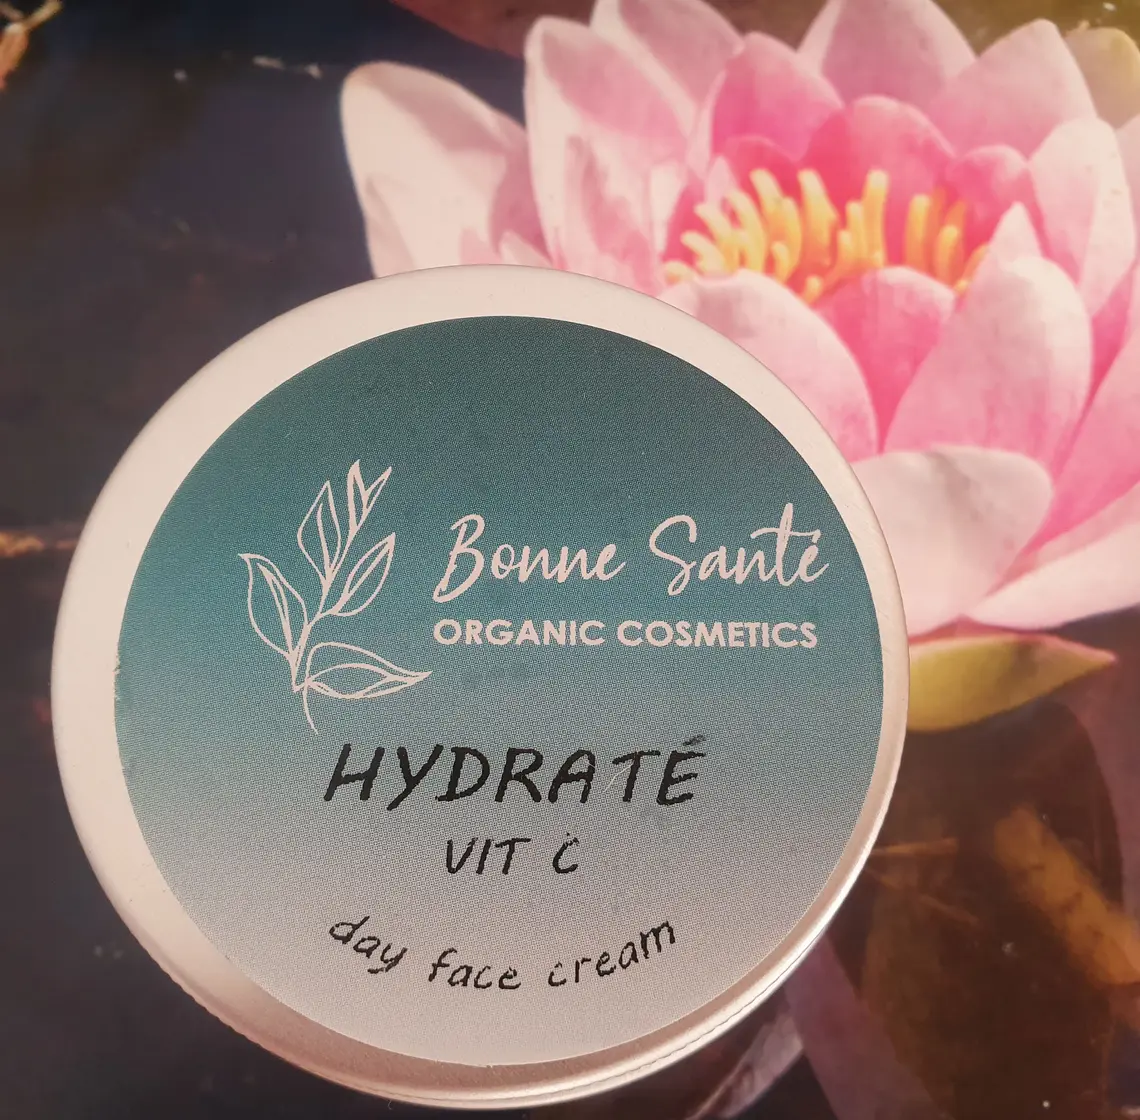 Bonne Santé
ORGANIC COSMETICS
HYDRATÉ
VIT C
day face cream